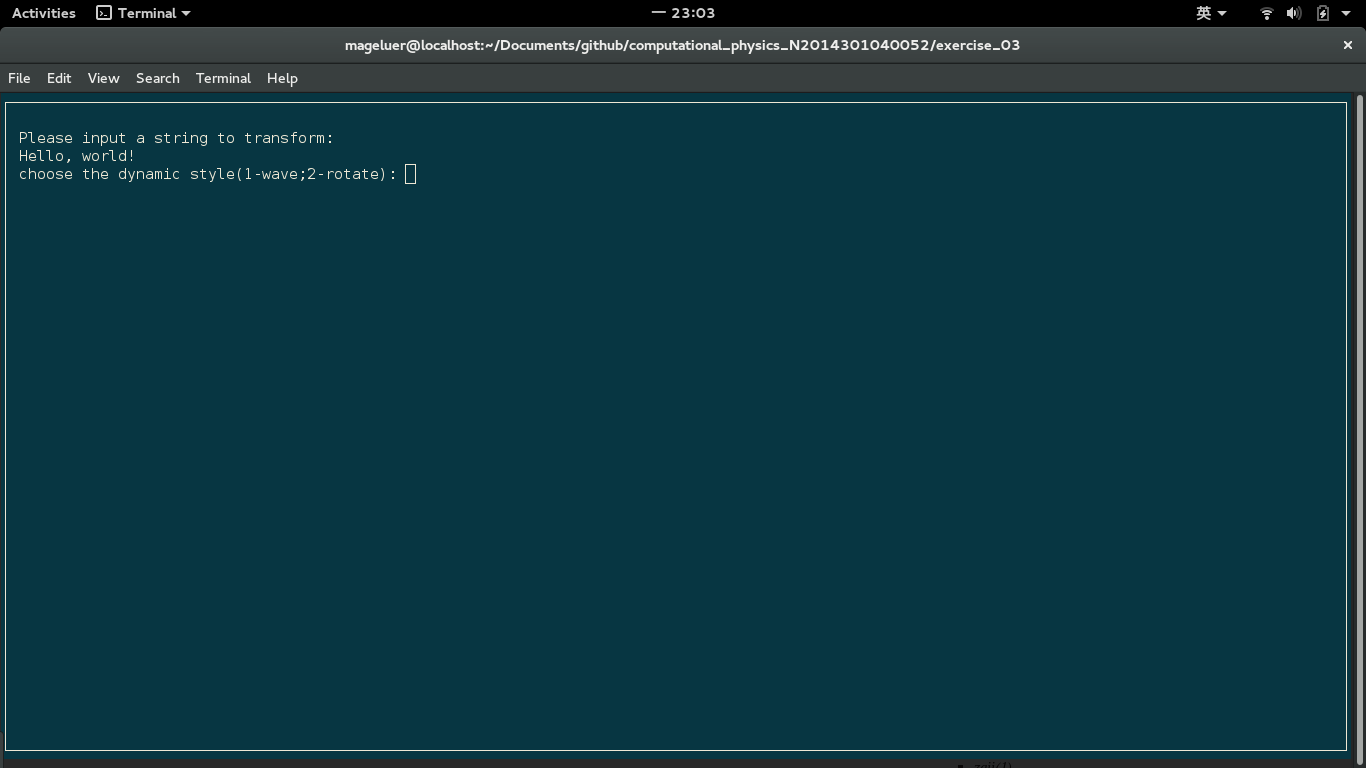 Activities Terminal 一 23:03 英
mageluer@localhost:~/Documents/github/computational_physics_N2014301040052/exercise_03 ×
File Edit View Search Terminal Help
Please input a string to transform:
Hello, world!
choose the dynamic style(1-wave;2-rotate):